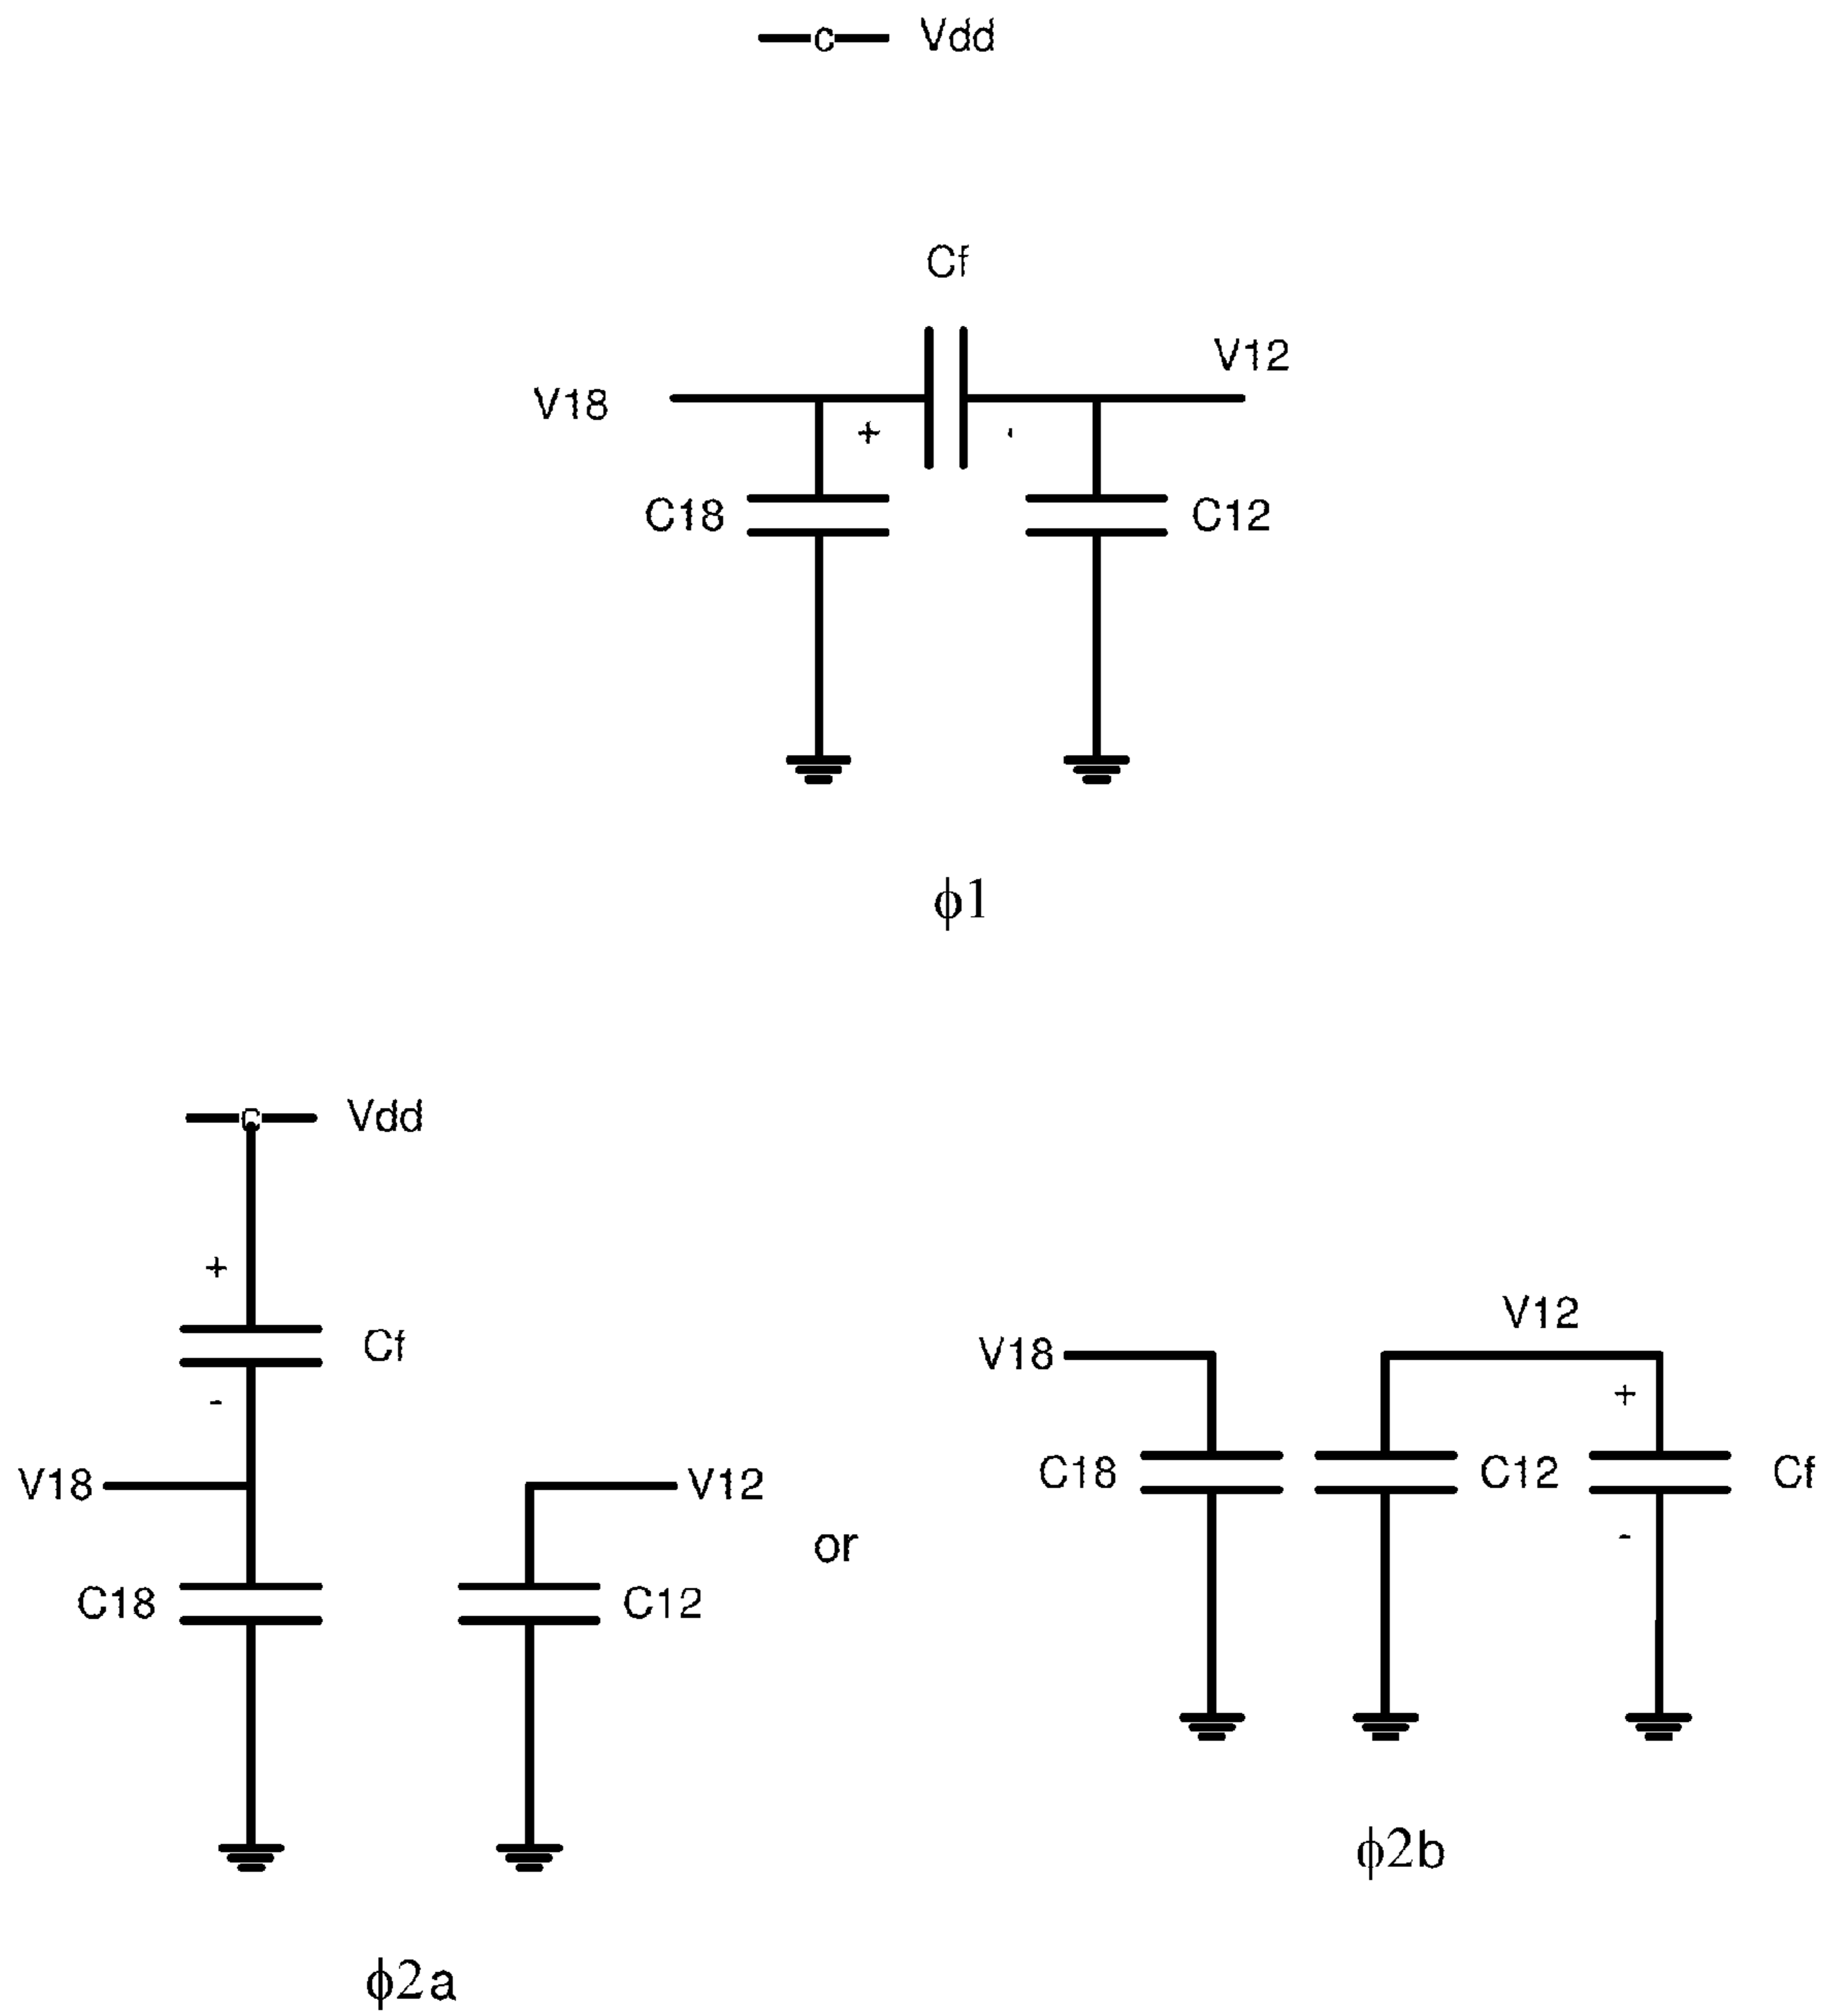 c Vdd
Cf
V12
V18
+ -
C18 C12
ϕ1
c Vdd
+
Cf
-
V18 V12
C18 C12
or
V12
V18
+
C18 C12 Cf
-
ϕ2b
ϕ2a